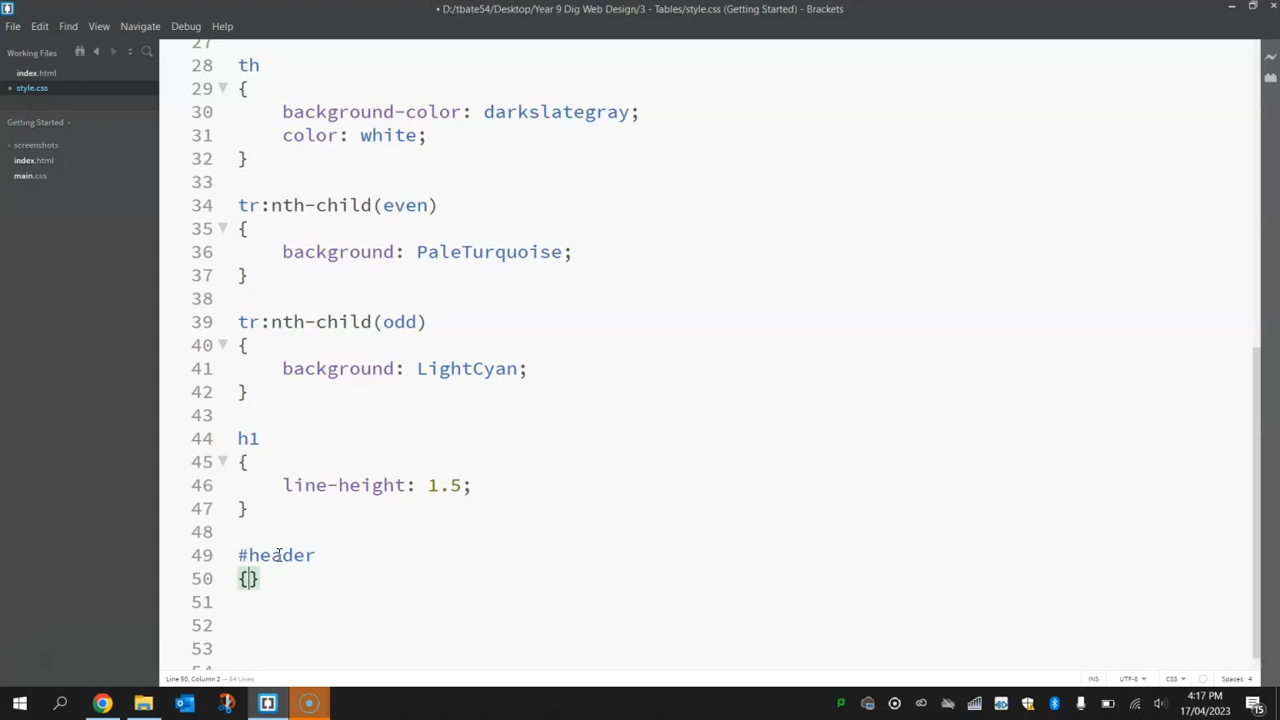 • D:/tbate54/Desktop/Year 9 Dig Web Design/3 - Tables/style.css (Getting Started) - Brackets
File Edit Find View Navigate Debug Help
Working Files
index.html
• style.css
Getting Started
screenshots
index.html
main.css
27
28 th
29 {
30 background-color: darkslategray;
31 color: white;
32 }
33
34 tr:nth-child(even)
35 {
36 background: PaleTurquoise;
37 }
38
39 tr:nth-child(odd)
40 {
41 background: LightCyan;
42 }
43
44 h1
45 {
46 line-height: 1.5;
47 }
48
49 #header
50 {}
51
52
53
54
Line 50, Column 2 — 84 Lines
INS UTF-8 CSS Spaces: 4
4:17 PM
17/04/2023
15